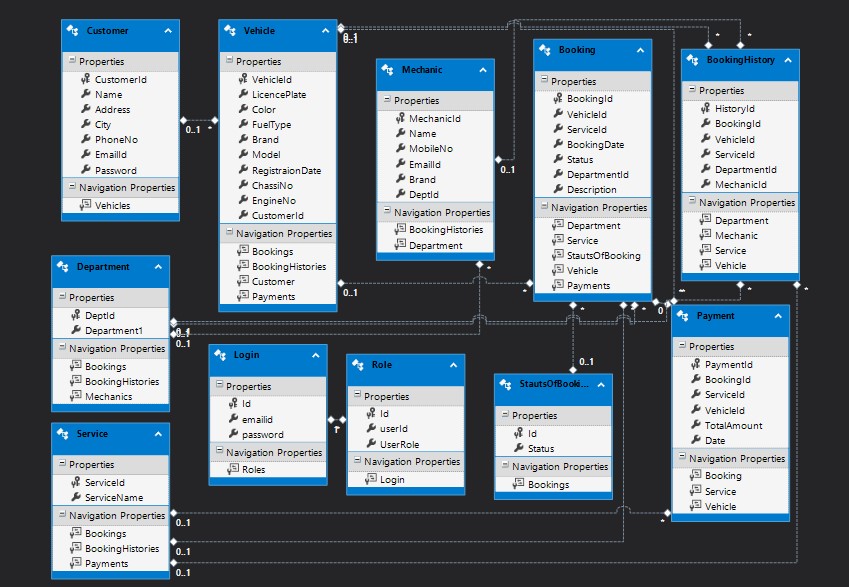 Customer
Properties
CustomerId
Name
Address
City
PhoneNo
EmailId
Password
Navigation Properties
Vehicles
0..1
*
Vehicle
Properties
VehicleId
LicencePlate
Color
FuelType
Brand
Model
RegistraionDate
ChassiNo
EngineNo
CustomerId
Navigation Properties
Bookings
BookingHistories
Customer
Payments
0..1
0..1
Mechanic
Properties
MechanicId
Name
MobileNo
EmailId
Brand
DeptId
Navigation Properties
BookingHistories
Department
0..1
*
Booking
Properties
BookingId
VehicleId
ServiceId
BookingDate
Status
DepartmentId
Description
Navigation Properties
Department
Service
StautsOfBooking
Vehicle
Payments
*
*
*
*
BookingHistory
Properties
HistoryId
BookingId
VehicleId
ServiceId
DepartmentId
MechanicId
Navigation Properties
Department
Mechanic
Service
Vehicle
*
*
Department
Properties
DeptId
Department1
Navigation Properties
Bookings
BookingHistories
Mechanics
0..1
0..1
Login
Properties
Id
emailid
password
Navigation Properties
Roles
Role
Properties
Id
userId
UserRole
Navigation Properties
Login
StautsOfBooki...
Properties
Id
Status
Navigation Properties
Bookings
0..1
Payment
Properties
PaymentId
BookingId
ServiceId
VehicleId
TotalAmount
Date
Navigation Properties
Booking
Service
Vehicle
*
Service
Properties
ServiceId
ServiceName
Navigation Properties
Bookings
BookingHistories
Payments
0..1
0..1
0..1